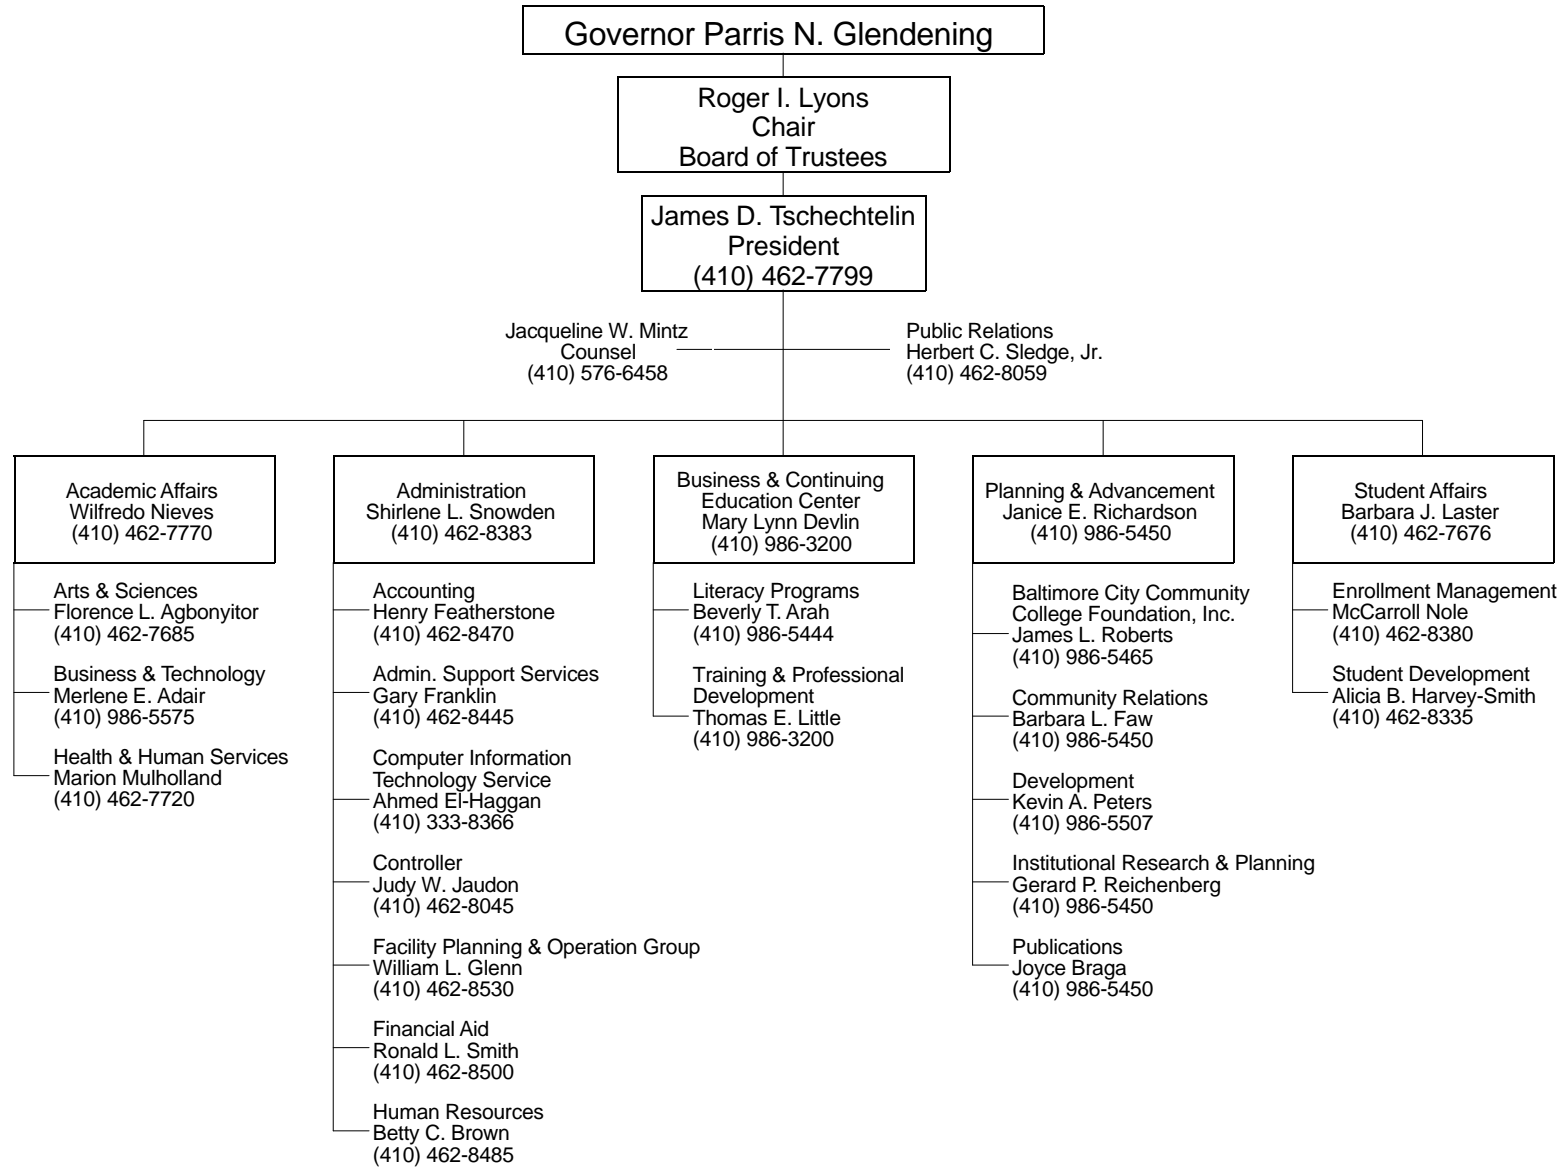 Governor Parris N. Glendening
Roger I. Lyons
Chair
Board of Trustees
James D. Tschechtelin
President
(410) 462-7799
Jacqueline W. Mintz
Counsel
(410) 576-6458
Public Relations
Herbert C. Sledge, Jr.
(410) 462-8059
Academic Affairs
Wilfredo Nieves
(410) 462-7770
Arts & Sciences
Florence L. Agbonyitor
(410) 462-7685
Business & Technology
Merlene E. Adair
(410) 986-5575
Health & Human Services
Marion Mulholland
(410) 462-7720
Administration
Shirlene L. Snowden
(410) 462-8383
Accounting
Henry Featherstone
(410) 462-8470
Admin. Support Services
Gary Franklin
(410) 462-8445
Computer Information
Technology Service
Ahmed El-Haggan
(410) 333-8366
Controller
Judy W. Jaudon
(410) 462-8045
Facility Planning & Operation Group
William L. Glenn
(410) 462-8530
Financial Aid
Ronald L. Smith
(410) 462-8500
Human Resources
Betty C. Brown
(410) 462-8485
Business & Continuing
Education Center
Mary Lynn Devlin
(410) 986-3200
Literacy Programs
Beverly T. Arah
(410) 986-5444
Training & Professional
Development
Thomas E. Little
(410) 986-3200
Planning & Advancement
Janice E. Richardson
(410) 986-5450
Baltimore City Community
College Foundation, Inc.
James L. Roberts
(410) 986-5465
Community Relations
Barbara L. Faw
(410) 986-5450
Development
Kevin A. Peters
(410) 986-5507
Institutional Research & Planning
Gerard P. Reichenberg
(410) 986-5450
Publications
Joyce Braga
(410) 986-5450
Student Affairs
Barbara J. Laster
(410) 462-7676
Enrollment Management
McCarroll Nole
(410) 462-8380
Student Development
Alicia B. Harvey-Smith
(410) 462-8335